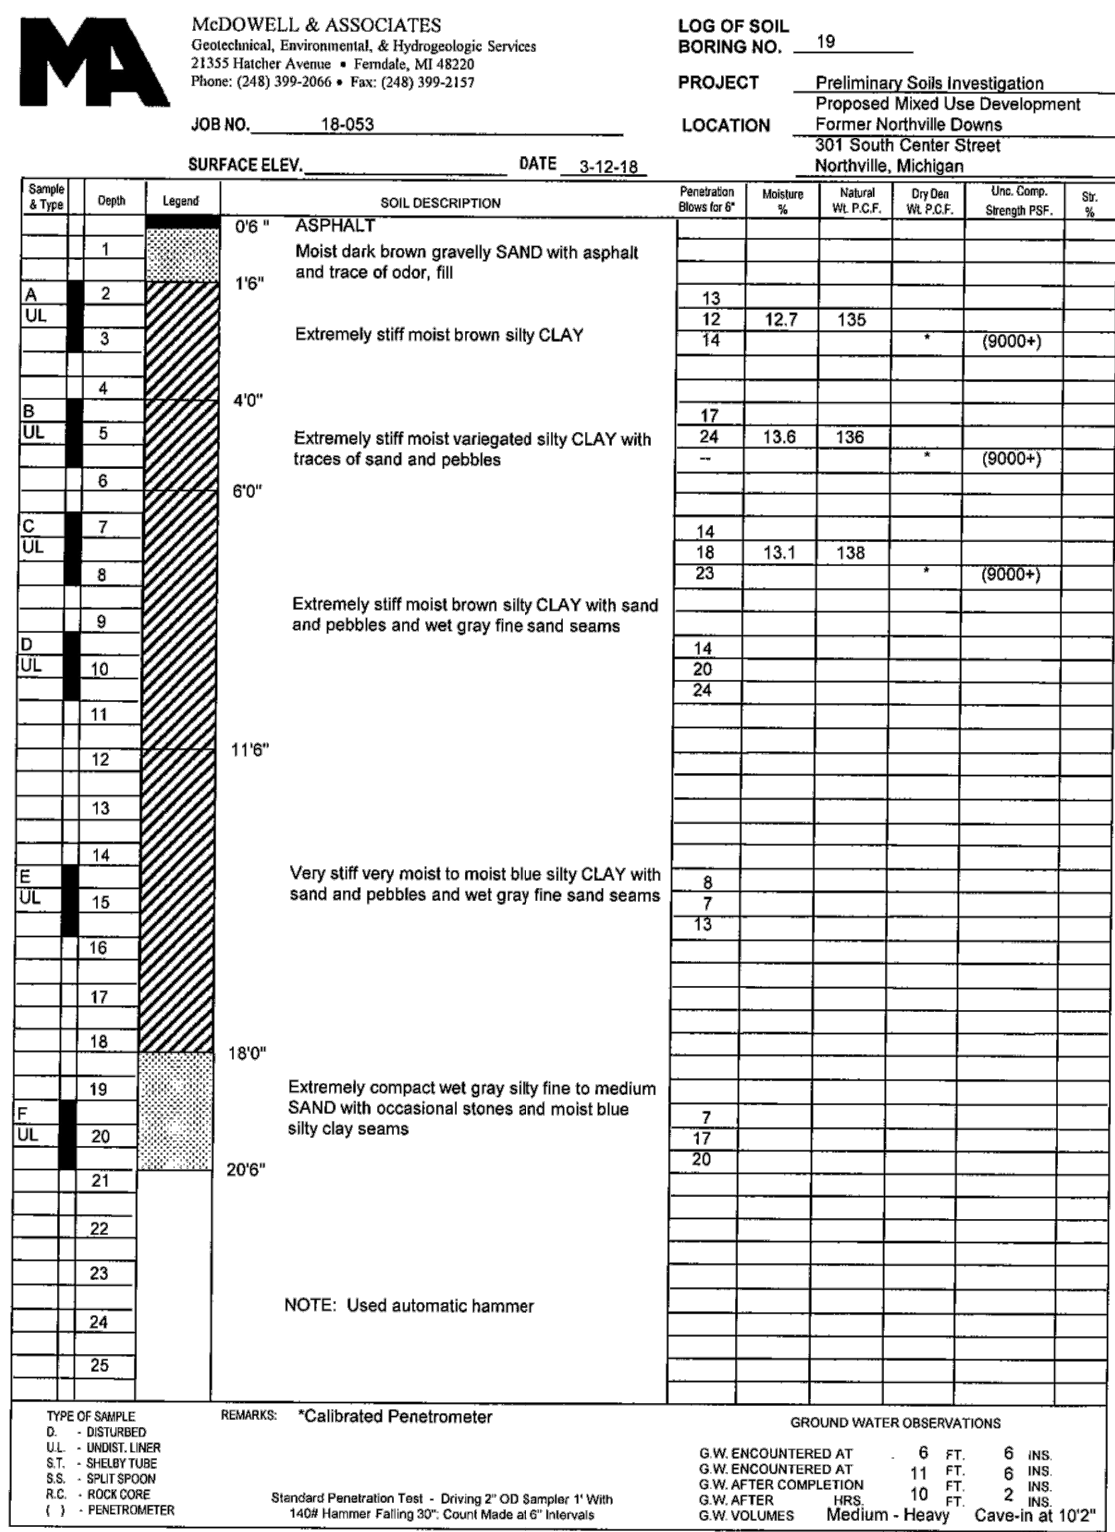 MA
McDOWELL & ASSOCIATES
Geotechnical, Environmental, & Hydrogeologic Services
21355 Hatcher Avenue • Ferndale, MI 48220
Phone: (248) 399-2066 • Fax: (248) 399-2157
JOB NO. 18-053
SURFACE ELEV. DATE 3-12-18
LOG OF SOIL
BORING NO. 19
PROJECT Preliminary Soils Investigation
Proposed Mixed Use Development
LOCATION Former Northville Downs
301 South Center Street
Northville, Michigan
Sample & Type Depth Legend SOIL DESCRIPTION Penetration Blows for 6" Moisture % Natural Wt. P.C.F. Dry Den Wt. P.C.F. Unc. Comp. Strength PSF. Str. %
0'6 " ASPHALT
1 Moist dark brown gravelly SAND with asphalt
and trace of odor, fill
1'6"
A 2 13
UL 12 12.7 135
3 Extremely stiff moist brown silty CLAY 14 * (9000+)
4
4'0"
B 17
UL 5 Extremely stiff moist variegated silty CLAY with 24 13.6 136
traces of sand and pebbles -- * (9000+)
6
6'0"
C 7 14
UL 18 13.1 138
8 23 * (9000+)
Extremely stiff moist brown silty CLAY with sand
9 and pebbles and wet gray fine sand seams
D 14
UL 10 20
24
11
11'6"
12
13
14
E Very stiff very moist to moist blue silty CLAY with 8
UL 15 sand and pebbles and wet gray fine sand seams 7
13
16
17
18
18'0"
19 Extremely compact wet gray silty fine to medium
F SAND with occasional stones and moist blue 7
UL 20 silty clay seams 17
20
20'6"
21
22
23
24 NOTE: Used automatic hammer
25
TYPE OF SAMPLE
D. - DISTURBED
U.L. - UNDIST. LINER
S.T. - SHELBY TUBE
S.S. - SPLIT SPOON
R.C. - ROCK CORE
( ) - PENETROMETER
REMARKS: *Calibrated Penetrometer
Standard Penetration Test - Driving 2" OD Sampler 1' With
140# Hammer Falling 30": Count Made at 6" Intervals
GROUND WATER OBSERVATIONS
G.W. ENCOUNTERED AT 6 FT. 6 INS.
G.W. ENCOUNTERED AT 11 FT. 6 INS.
G.W. AFTER COMPLETION 10 FT. 2 INS.
G.W. AFTER HRS. FT. INS.
G.W. VOLUMES Medium - Heavy Cave-in at 10'2"